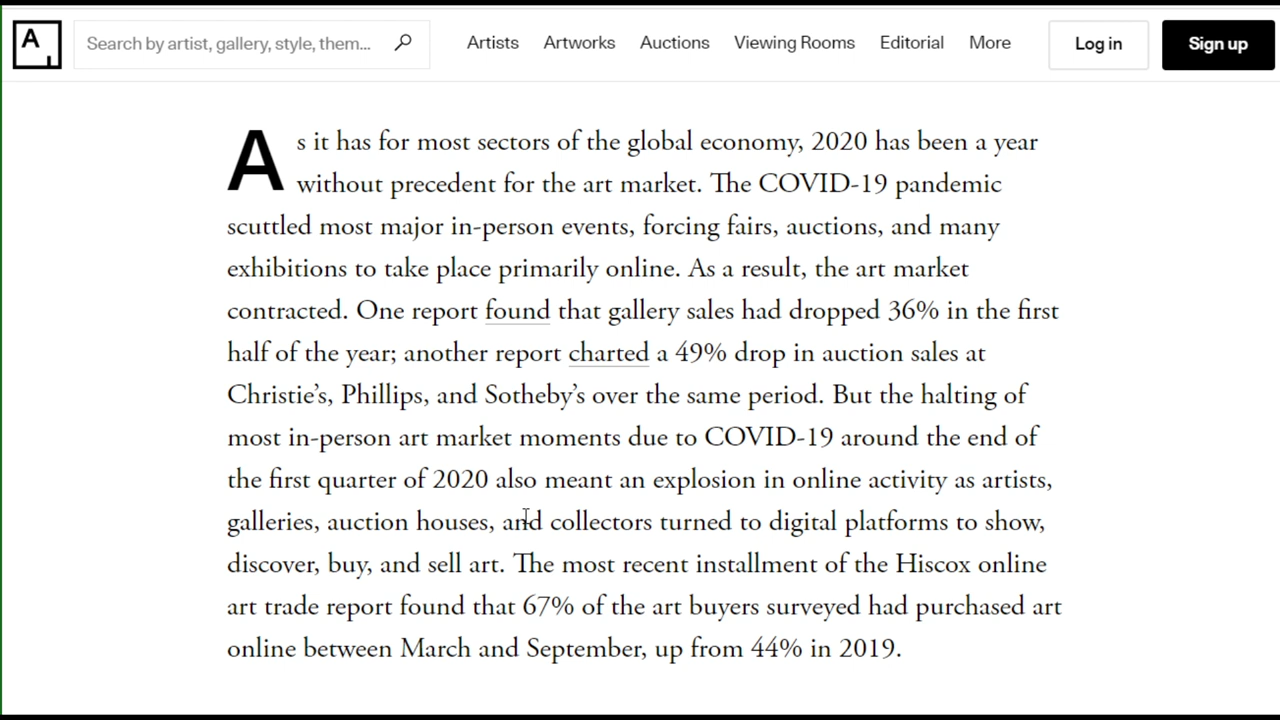 A
Search by artist, gallery, style, them...
Artists Artworks Auctions Viewing Rooms Editorial More Log in Sign up
As it has for most sectors of the global economy, 2020 has been a year
without precedent for the art market. The COVID-19 pandemic
scuttled most major in-person events, forcing fairs, auctions, and many
exhibitions to take place primarily online. As a result, the art market
contracted. One report found that gallery sales had dropped 36% in the first
half of the year; another report charted a 49% drop in auction sales at
Christie’s, Phillips, and Sotheby’s over the same period. But the halting of
most in-person art market moments due to COVID-19 around the end of
the first quarter of 2020 also meant an explosion in online activity as artists,
galleries, auction houses, and collectors turned to digital platforms to show,
discover, buy, and sell art. The most recent installment of the Hiscox online
art trade report found that 67% of the art buyers surveyed had purchased art
online between March and September, up from 44% in 2019.